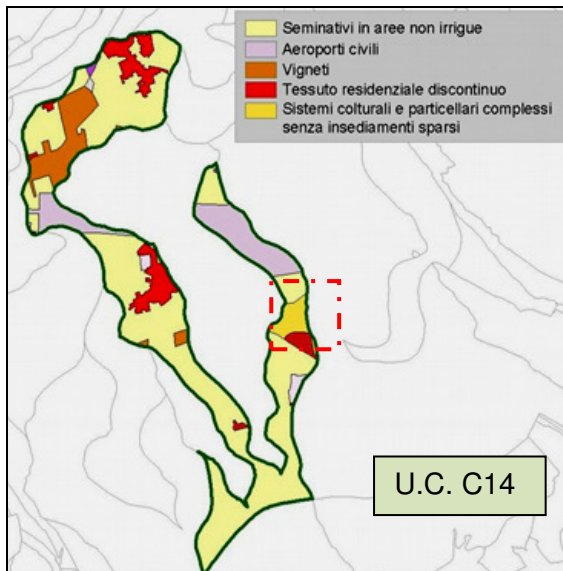 Seminativi in aree non irrigue
Aeroporti civili
Vigneti
Tessuto residenziale discontinuo
Sistemi colturali e particellari complessi
senza insediamenti sparsi
U.C. C14